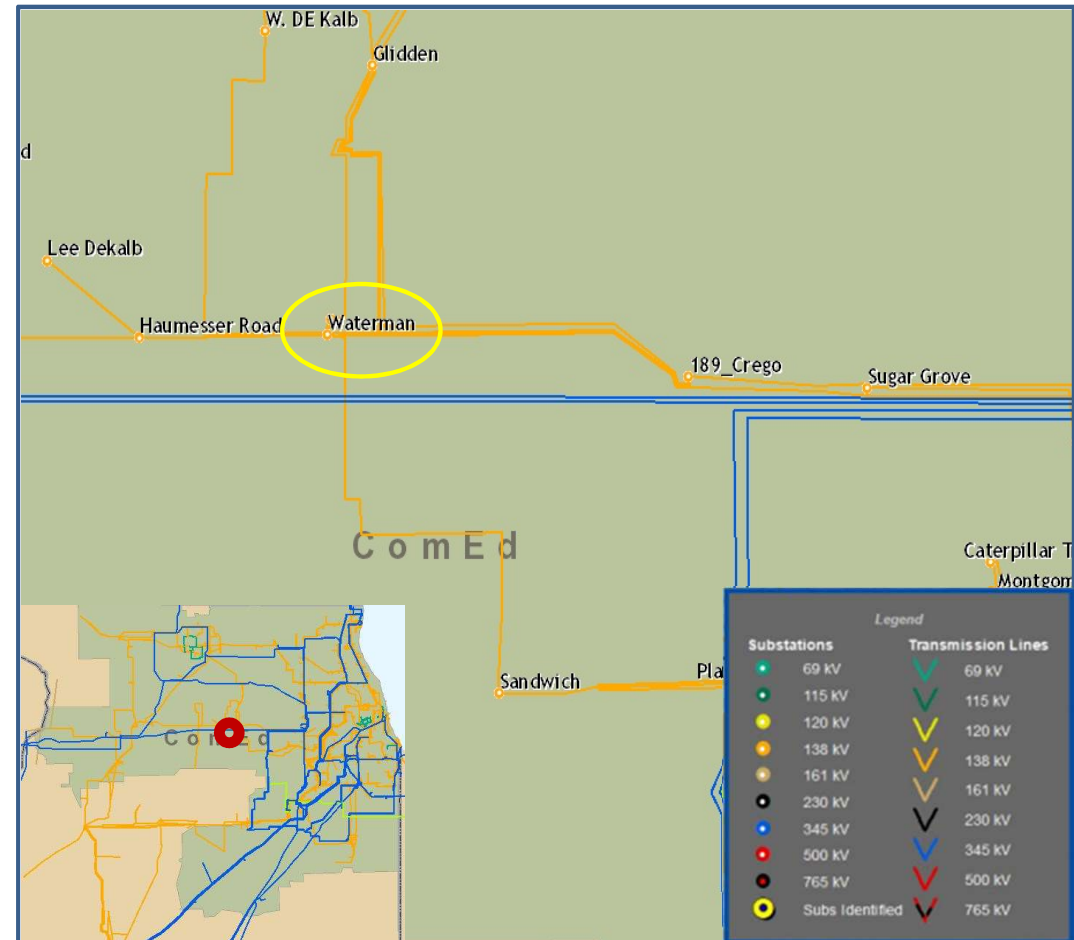 W. DE Kalb
Glidden
d
Lee Dekalb
Haumesser Road
Waterman
189_Crego
Sugar Grove
ComEd
Caterpillar T
Montgom
Sandwich
Pla
ComEd
Legend
Substations Transmission Lines
69 kV 69 kV
115 kV 115 kV
120 kV 120 kV
138 kV 138 kV
161 kV 161 kV
230 kV 230 kV
345 kV 345 kV
500 kV 500 kV
765 kV 765 kV
Subs Identified